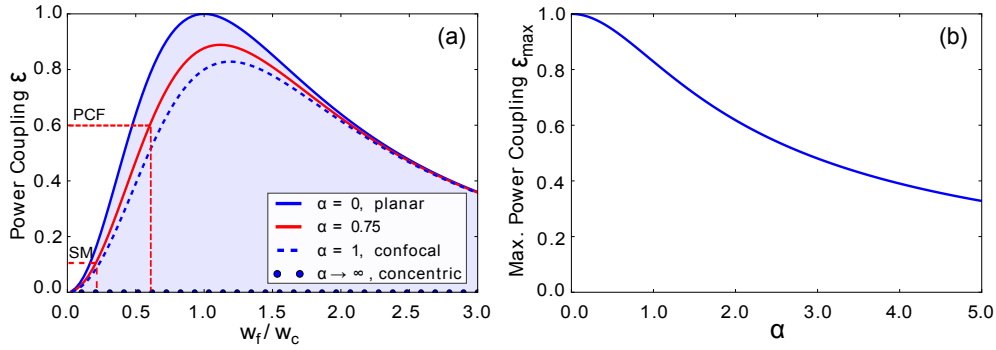 (a)
Power Coupling ε
1.0
0.8
0.6
0.4
0.2
0.0
PCF
SM
α = 0, planar
α = 0.75
α = 1, confocal
α → ∞, concentric
0.0 0.5 1.0 1.5 2.0 2.5 3.0
w_f / w_c
(b)
Max. Power Coupling ε_max
1.0
0.8
0.6
0.4
0.2
0.0
0.0 1.0 2.0 3.0 4.0 5.0
α